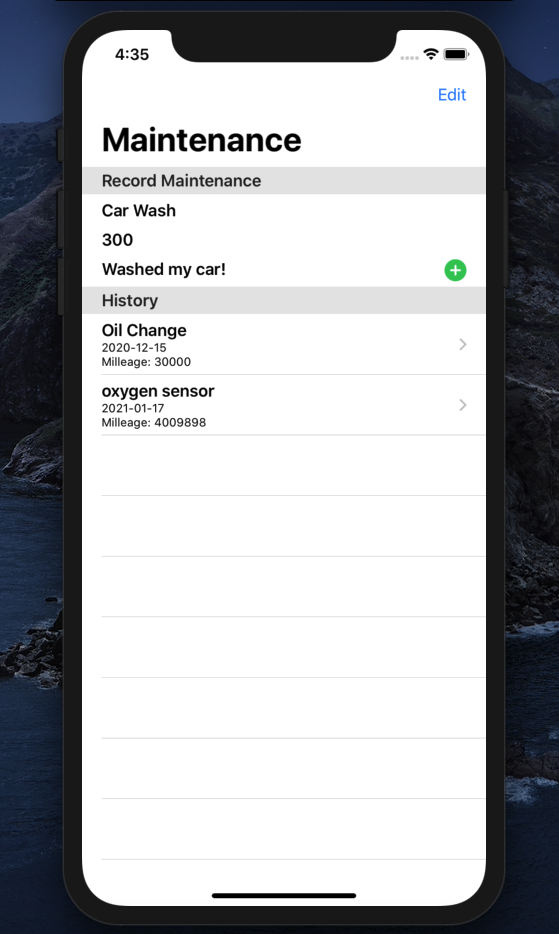 4:35
Edit
Maintenance
Record Maintenance
Car Wash
300
Washed my car!
History
Oil Change
2020-12-15
Milleage: 30000
oxygen sensor
2021-01-17
Milleage: 4009898